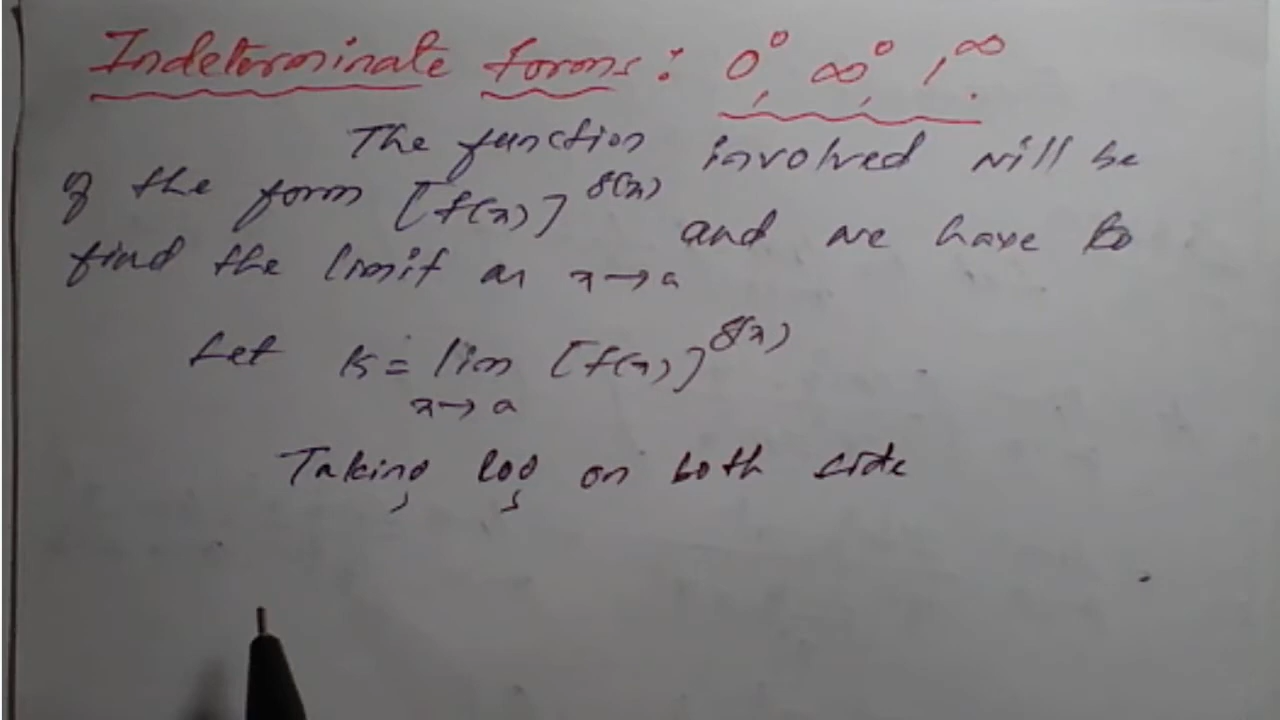 Indeterminate forms: 0⁰, ∞⁰, 1^∞.
The function involved will be
of the form [f(x)]^g(x) and we have to
find the limit as x→a
Let K = lim [f(x)]^g(x)
x→a
Taking log on both side